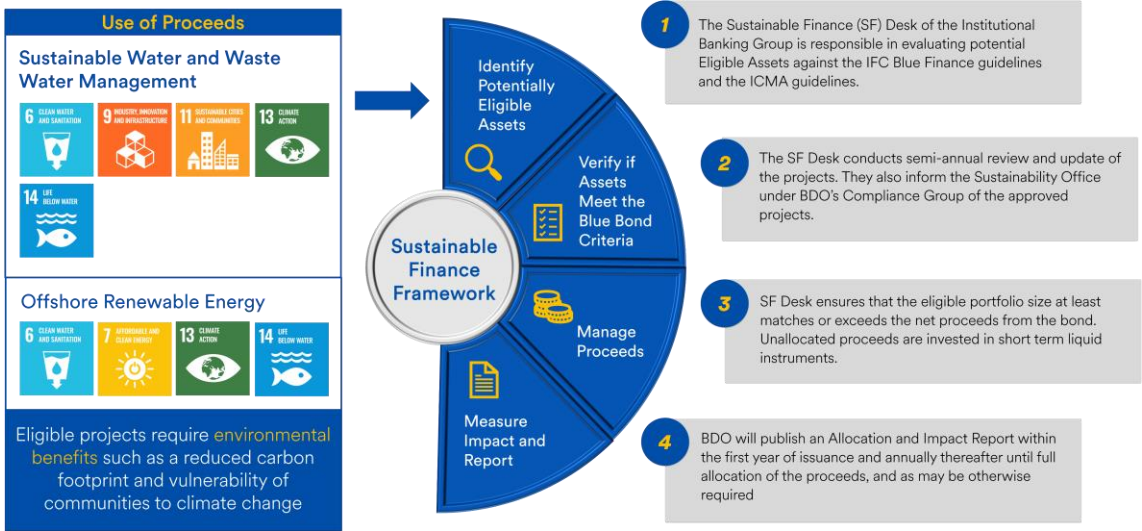 Use of Proceeds
Sustainable Water and Waste
Water Management
6 CLEAN WATER
AND SANITATION
9 INDUSTRY, INNOVATION
AND INFRASTRUCTURE
11 SUSTAINABLE CITIES
AND COMMUNITIES
13 CLIMATE
ACTION
14 LIFE
BELOW WATER
Offshore Renewable Energy
6 CLEAN WATER
AND SANITATION
7 AFFORDABLE AND
CLEAN ENERGY
13 CLIMATE
ACTION
14 LIFE
BELOW WATER
Eligible projects require environmental
benefits such as a reduced carbon
footprint and vulnerability of
communities to climate change
Sustainable
Finance
Framework
Identify
Potentially
Eligible
Assets
Verify if
Assets
Meet the
Blue Bond
Criteria
Manage
Proceeds
Measure
Impact and
Report
1
The Sustainable Finance (SF) Desk of the Institutional
Banking Group is responsible in evaluating potential
Eligible Assets against the IFC Blue Finance guidelines
and the ICMA guidelines.
2
The SF Desk conducts semi-annual review and update of
the projects. They also inform the Sustainability Office
under BDO's Compliance Group of the approved
projects.
3
SF Desk ensures that the eligible portfolio size at least
matches or exceeds the net proceeds from the bond.
Unallocated proceeds are invested in short term liquid
instruments.
4
BDO will publish an Allocation and Impact Report within
the first year of issuance and annually thereafter until full
allocation of the proceeds, and as may be otherwise
required